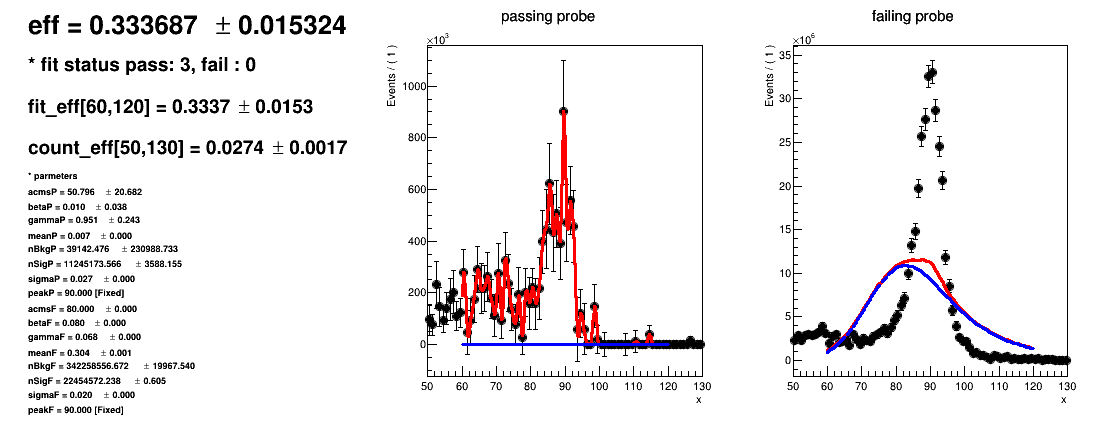 eff = 0.333687 ± 0.015324
* fit status pass: 3, fail : 0
fit_eff[60,120] = 0.3337 ± 0.0153
count_eff[50,130] = 0.0274 ± 0.0017
* parmeters
acmsP = 50.796 ± 20.682
betaP = 0.010 ± 0.038
gammaP = 0.951 ± 0.243
meanP = 0.007 ± 0.000
nBkgP = 39142.476 ± 230988.733
nSigP = 11245173.566 ± 3588.155
sigmaP = 0.027 ± 0.000
peakP = 90.000 [Fixed]
acmsF = 80.000 ± 0.000
betaF = 0.080 ± 0.000
gammaF = 0.068 ± 0.000
meanF = 0.304 ± 0.001
nBkgF = 342258556.672 ± 19967.540
nSigF = 22454572.238 ± 0.605
sigmaF = 0.020 ± 0.000
peakF = 90.000 [Fixed]
passing probe
×10³
Events / ( 1 )
1000
800
600
400
200
0
50 60 70 80 90 100 110 120 130
x
failing probe
×10⁶
Events / ( 1 )
35
30
25
20
15
10
5
0
50 60 70 80 90 100 110 120 130
x